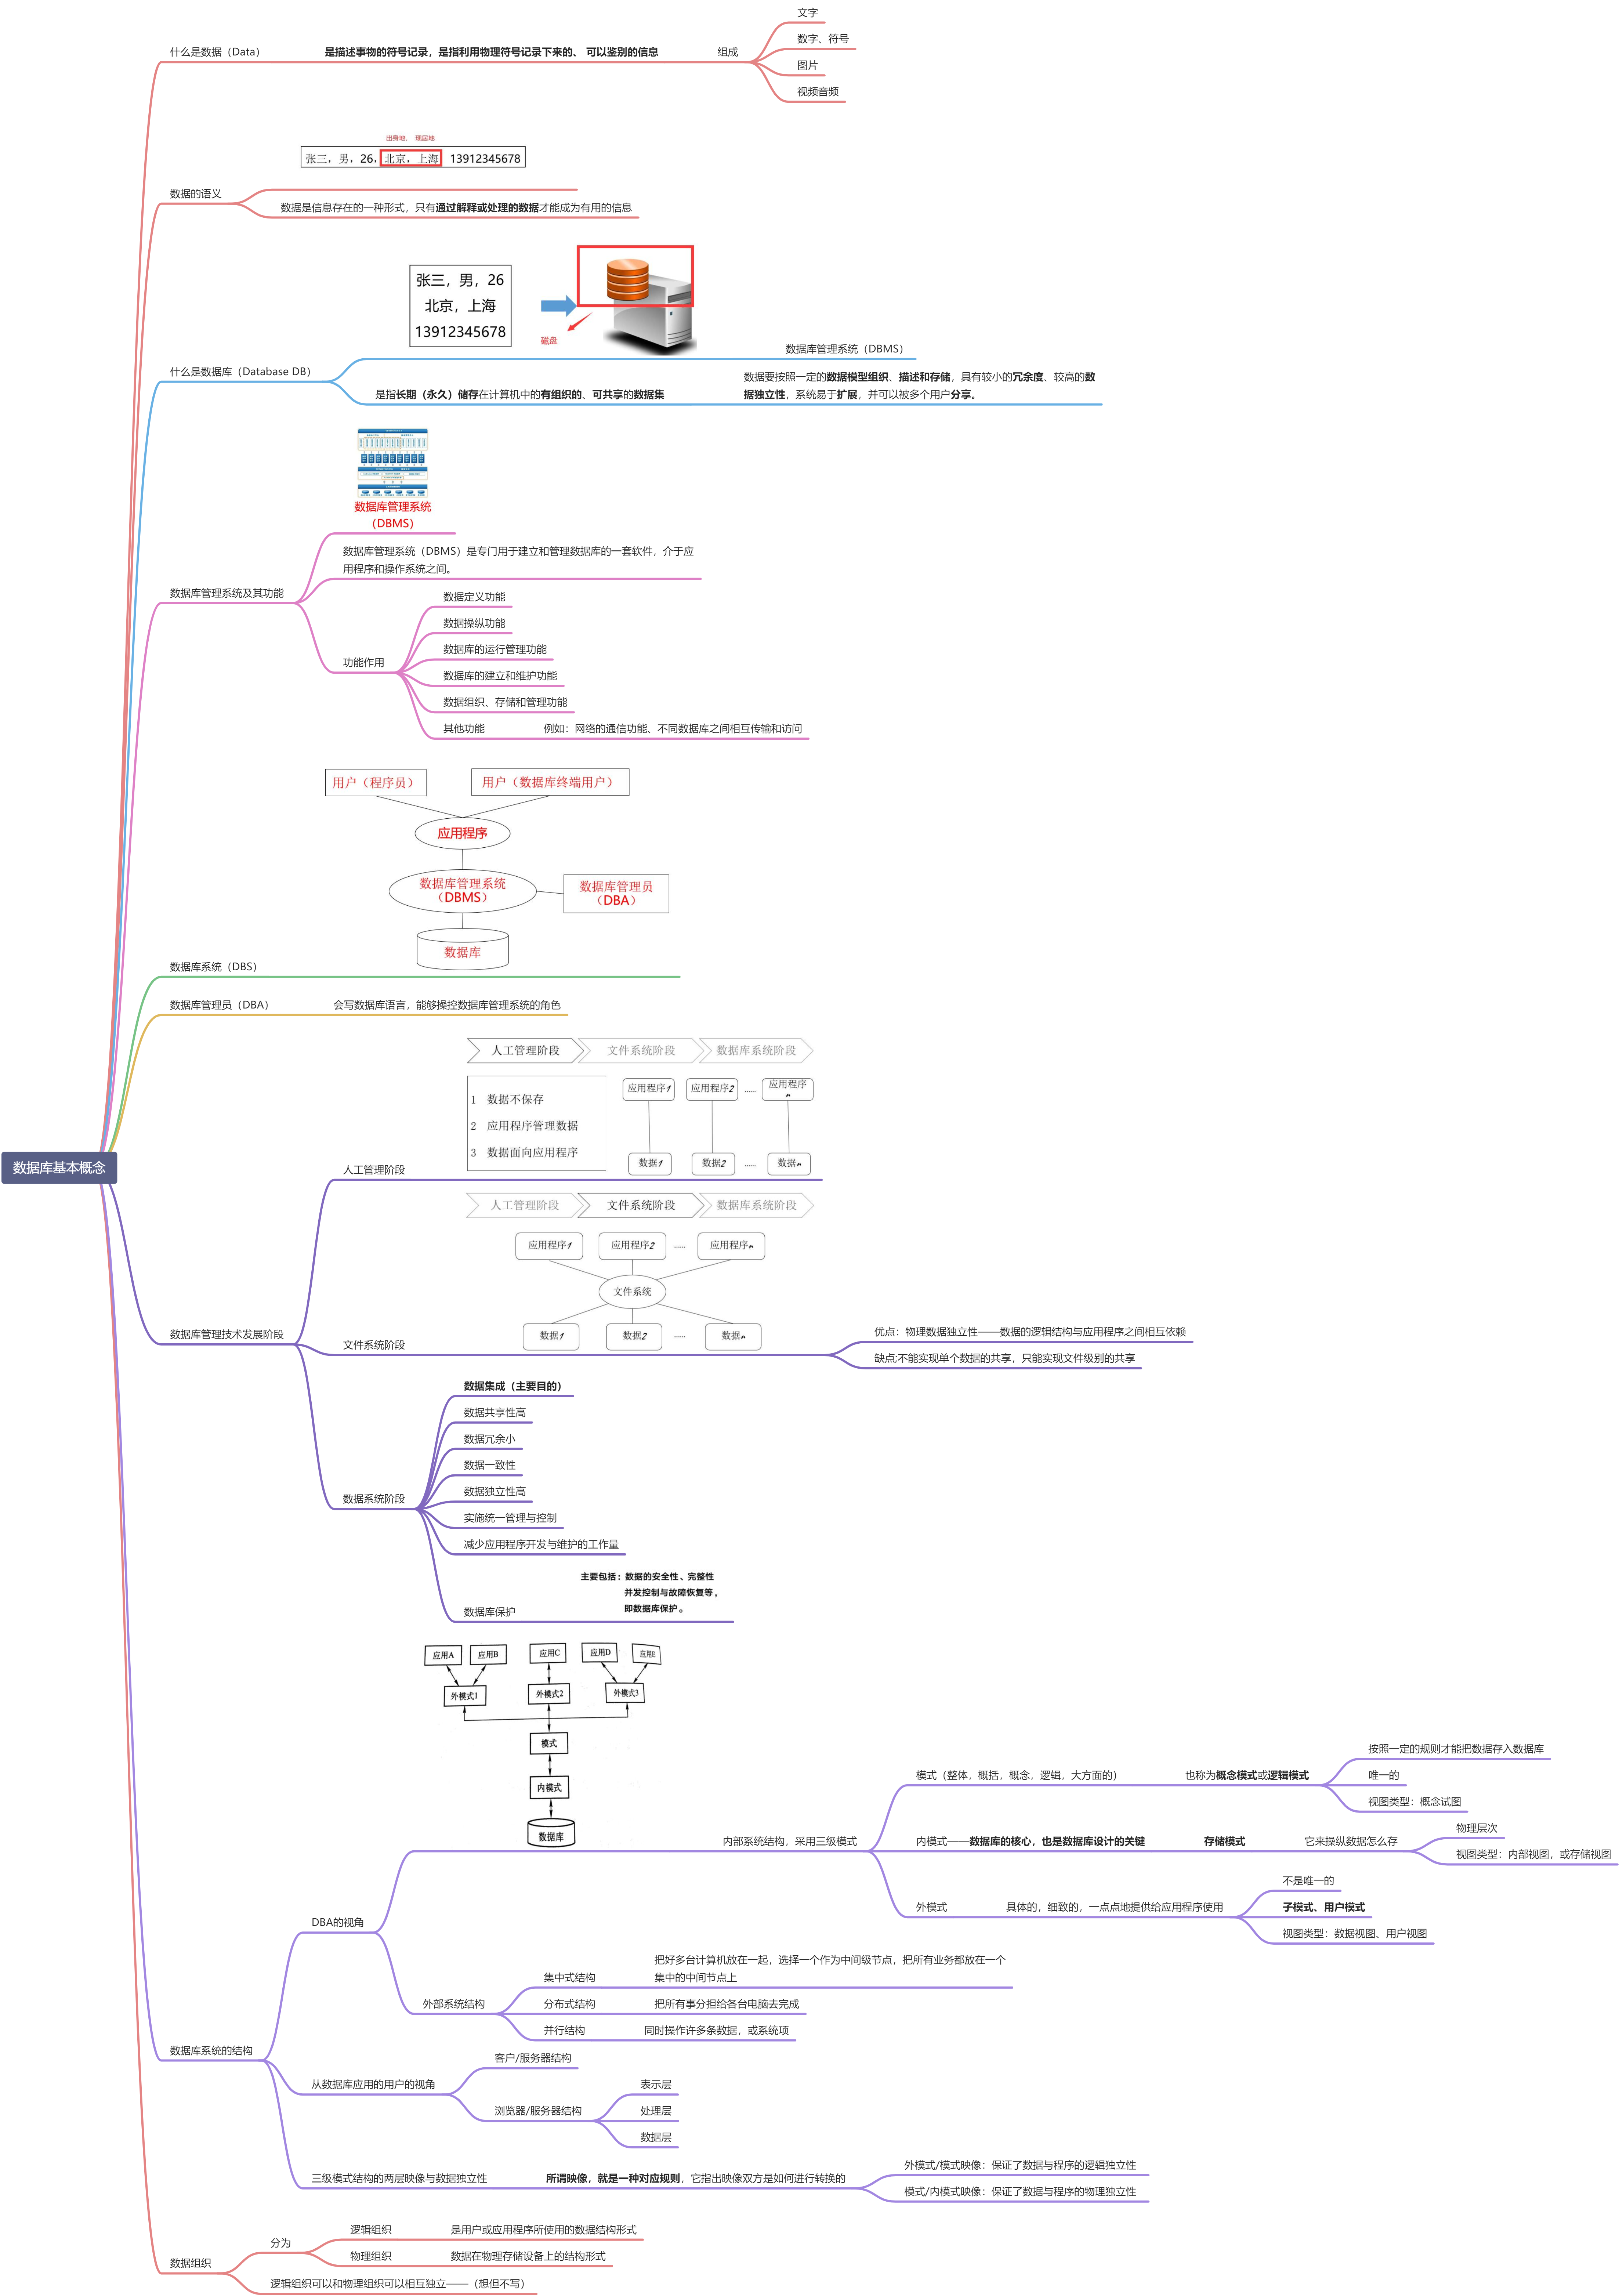 什么是数据（Data）
是描述事物的符号记录，是指利用物理符号记录下来的、 可以鉴别的信息
组成
文字
数字、符号
图片
视频音频
数据的语义
出身地， 现居地
张三，男，26，北京，上海 13912345678
数据是信息存在的一种形式，只有通过解释或处理的数据才能成为有用的信息
什么是数据库（Database DB）
张三，男，26
北京，上海
13912345678
磁盘
数据库管理系统（DBMS）
是指长期（永久）储存在计算机中的有组织的、可共享的数据集
数据要按照一定的数据模型组织、描述和存储，具有较小的冗余度、较高的数
据独立性，系统易于扩展，并可以被多个用户分享。
数据库管理系统及其功能
数据库管理系统
（DBMS）
数据库管理系统（DBMS）是专门用于建立和管理数据库的一套软件，介于应
用程序和操作系统之间。
功能作用
数据定义功能
数据操纵功能
数据库的运行管理功能
数据库的建立和维护功能
数据组织、存储和管理功能
其他功能
例如：网络的通信功能、不同数据库之间相互传输和访问
用户（程序员）
用户（数据库终端用户）
应用程序
数据库管理系统
（DBMS）
数据库管理员
（DBA）
数据库
数据库系统（DBS）
数据库管理员（DBA）
会写数据库语言，能够操控数据库管理系统的角色
数据库基本概念
数据库管理技术发展阶段
人工管理阶段
人工管理阶段
文件系统阶段
数据库系统阶段
1 数据不保存
2 应用程序管理数据
3 数据面向应用程序
应用程序1
应用程序2
……
应用程序
n
数据1
数据2
……
数据n
文件系统阶段
人工管理阶段
文件系统阶段
数据库系统阶段
应用程序1
应用程序2
……
应用程序n
文件系统
数据1
数据2
……
数据n
优点：物理数据独立性——数据的逻辑结构与应用程序之间相互依赖
缺点;不能实现单个数据的共享，只能实现文件级别的共享
数据系统阶段
数据集成（主要目的）
数据共享性高
数据冗余小
数据一致性
数据独立性高
实施统一管理与控制
减少应用程序开发与维护的工作量
数据库保护
主要包括：数据的安全性、完整性
并发控制与故障恢复等，
即数据库保护。
数据库系统的结构
DBA的视角
应用A
应用B
应用C
应用D
应用E
外模式1
外模式2
外模式3
模式
内模式
数据库
内部系统结构，采用三级模式
模式（整体，概括，概念，逻辑，大方面的）
也称为概念模式或逻辑模式
按照一定的规则才能把数据存入数据库
唯一的
视图类型：概念试图
内模式——数据库的核心，也是数据库设计的关键
存储模式
它来操纵数据怎么存
物理层次
视图类型：内部视图，或存储视图
外模式
具体的，细致的，一点点地提供给应用程序使用
不是唯一的
子模式、用户模式
视图类型：数据视图、用户视图
外部系统结构
集中式结构
把好多台计算机放在一起，选择一个作为中间级节点，把所有业务都放在一个
集中的中间节点上
分布式结构
把所有事分担给各台电脑去完成
并行结构
同时操作许多条数据，或系统项
从数据库应用的用户的视角
客户/服务器结构
浏览器/服务器结构
表示层
处理层
数据层
三级模式结构的两层映像与数据独立性
所谓映像，就是一种对应规则，它指出映像双方是如何进行转换的
外模式/模式映像：保证了数据与程序的逻辑独立性
模式/内模式映像：保证了数据与程序的物理独立性
数据组织
分为
逻辑组织
是用户或应用程序所使用的数据结构形式
物理组织
数据在物理存储设备上的结构形式
逻辑组织可以和物理组织可以相互独立——（想但不写）